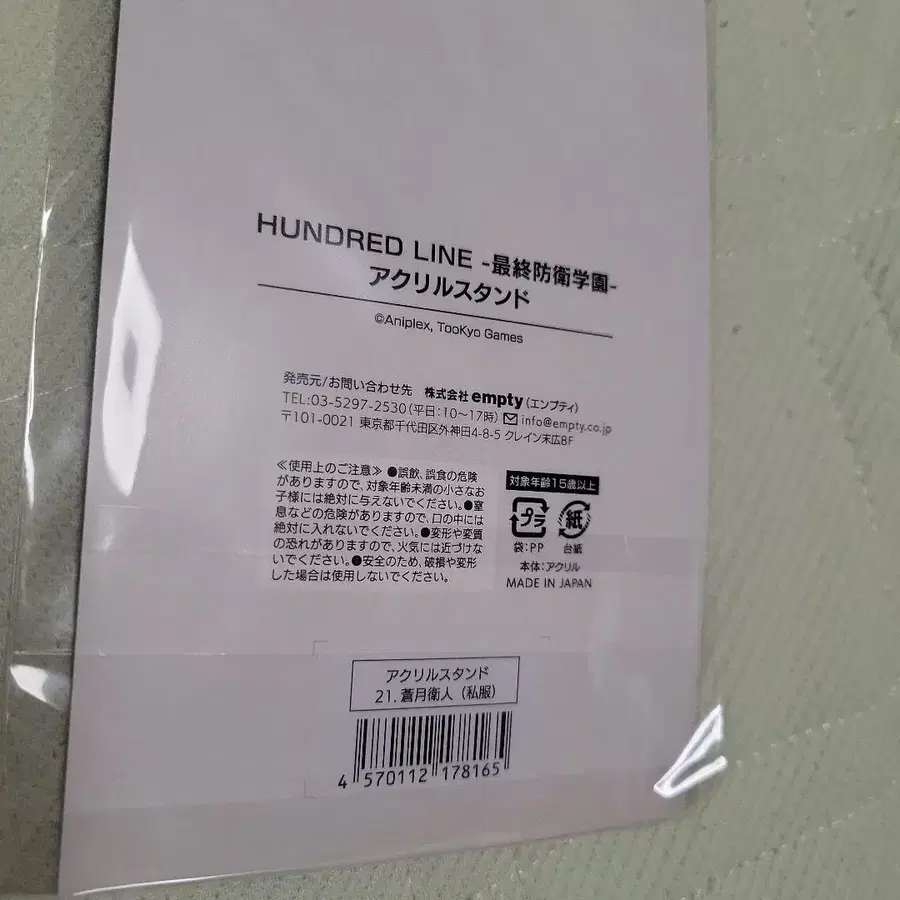 HUNDRED LINE -最終防衛学園-
アクリルスタンド
©Aniplex, TooKyo Games
発売元/お問い合わせ先 株式会社empty(エンプティ)
TEL:03-5297-2530(平日:10〜17時) info@empty.co.jp
〒101-0021 東京都千代田区外神田4-8-5 クレイン末広8F
≪使用上のご注意≫ ●誤飲、誤食の危険
がありますので、対象年齢未満の小さなお
子様には絶対に与えないでください。●窒
息などの危険がありますので、口の中には
絶対に入れないでください。●変形や変質
の恐れがありますので、火気には近づけな
いでください。●安全のため、破損や変形
した場合は使用しないでください。
対象年齢15歳以上
プラ 紙
袋:PP 台紙
本体:アクリル
MADE IN JAPAN
アクリルスタンド
21. 蒼月衛人(私服)
4 570112 178165